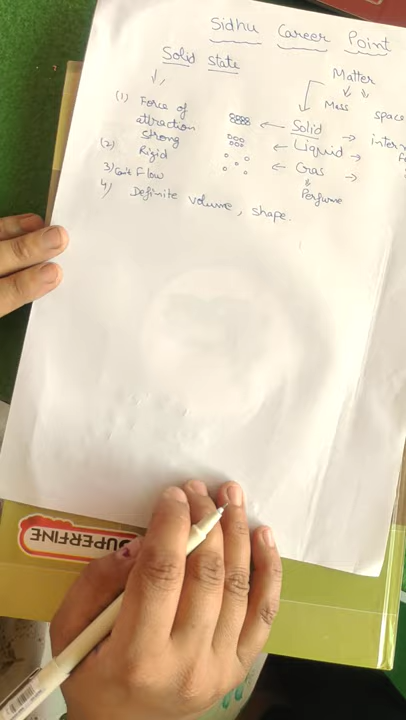 Sidhu Career Point
Solid State
Matter
Mass space
(1) Force of attraction strong
Solid
(2) Rigid
Liquid
3) Can't Flow
Gas
Perfume
4) Definite volume, shape.
SUPERFINE